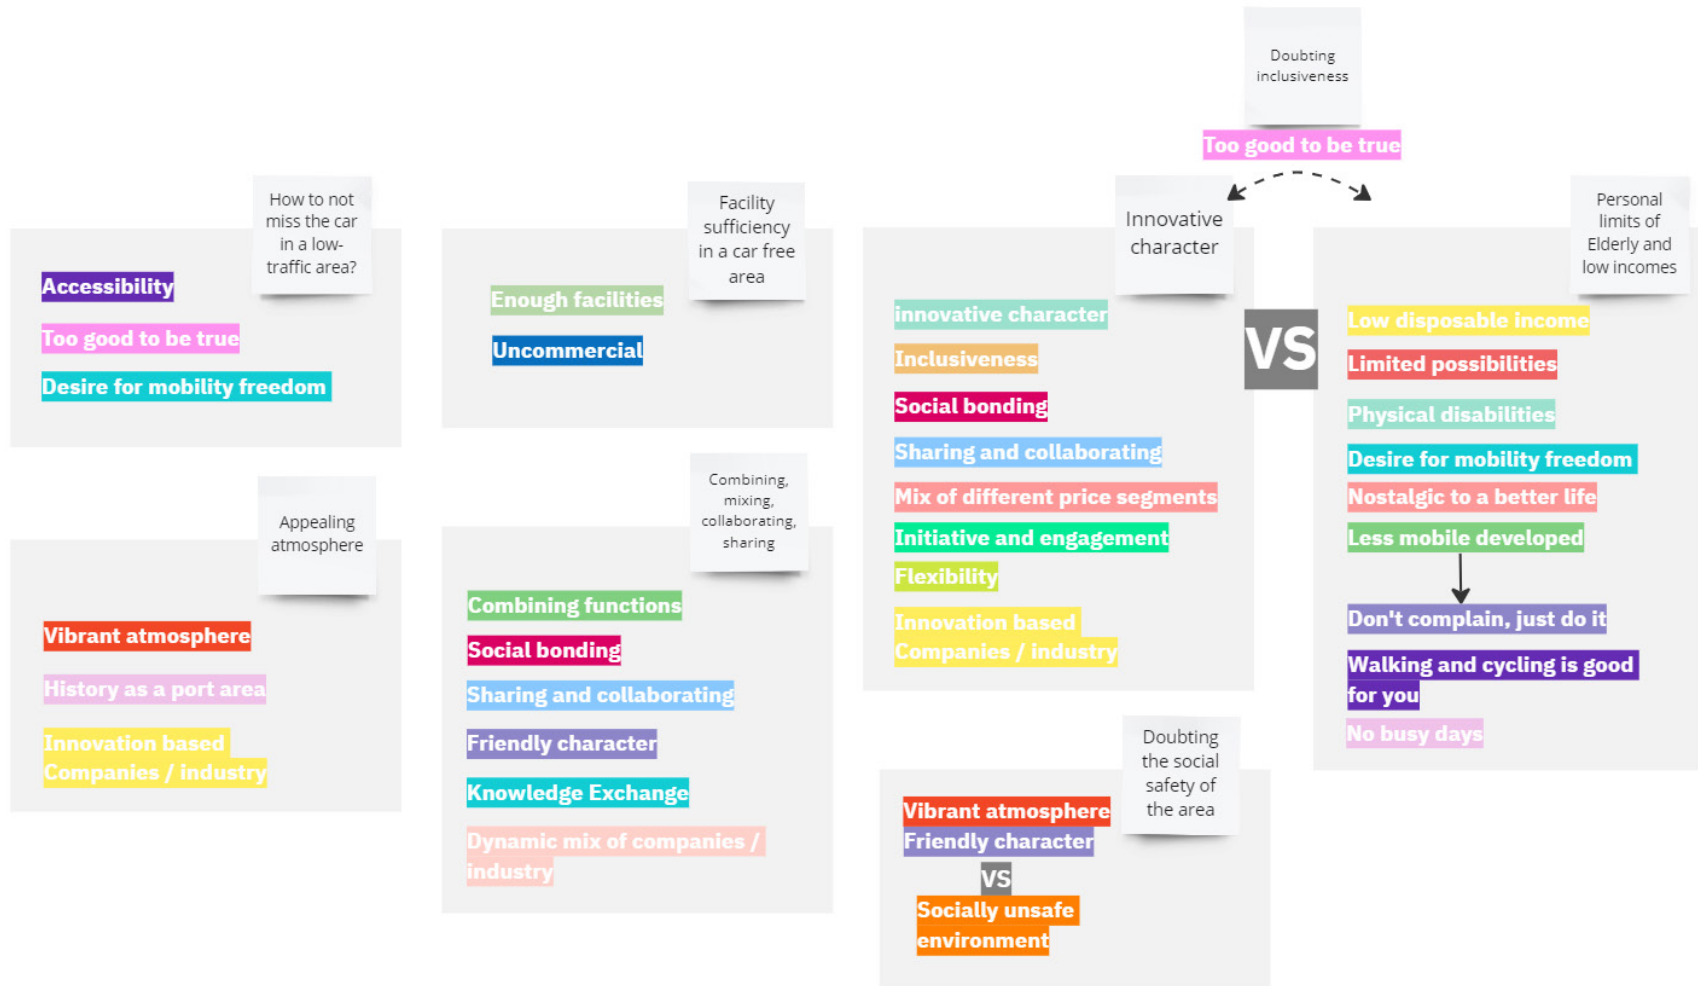 Doubting
inclusiveness
Too good to be true
How to not
miss the car
in a low-
traffic area?
Accessibility
Too good to be true
Desire for mobility freedom
Facility
sufficiency
in a car free
area
Enough facilities
Uncommercial
Innovative
character
innovative character
Inclusiveness
Social bonding
Sharing and collaborating
Mix of different price segments
Initiative and engagement
Flexibility
Innovation based
Companies / industry
VS
Personal
limits of
Elderly and
low incomes
Low disposable income
Limited possibilities
Physical disabilities
Desire for mobility freedom
Nostalgic to a better life
Less mobile developed
Don't complain, just do it
Walking and cycling is good
for you
No busy days
Appealing
atmosphere
Vibrant atmosphere
History as a port area
Innovation based
Companies / industry
Combining,
mixing,
collaborating,
sharing
Combining functions
Social bonding
Sharing and collaborating
Friendly character
Knowledge Exchange
Dynamic mix of companies /
industry
Doubting
the social
safety of
the area
Vibrant atmosphere
Friendly character
VS
Socially unsafe
environment